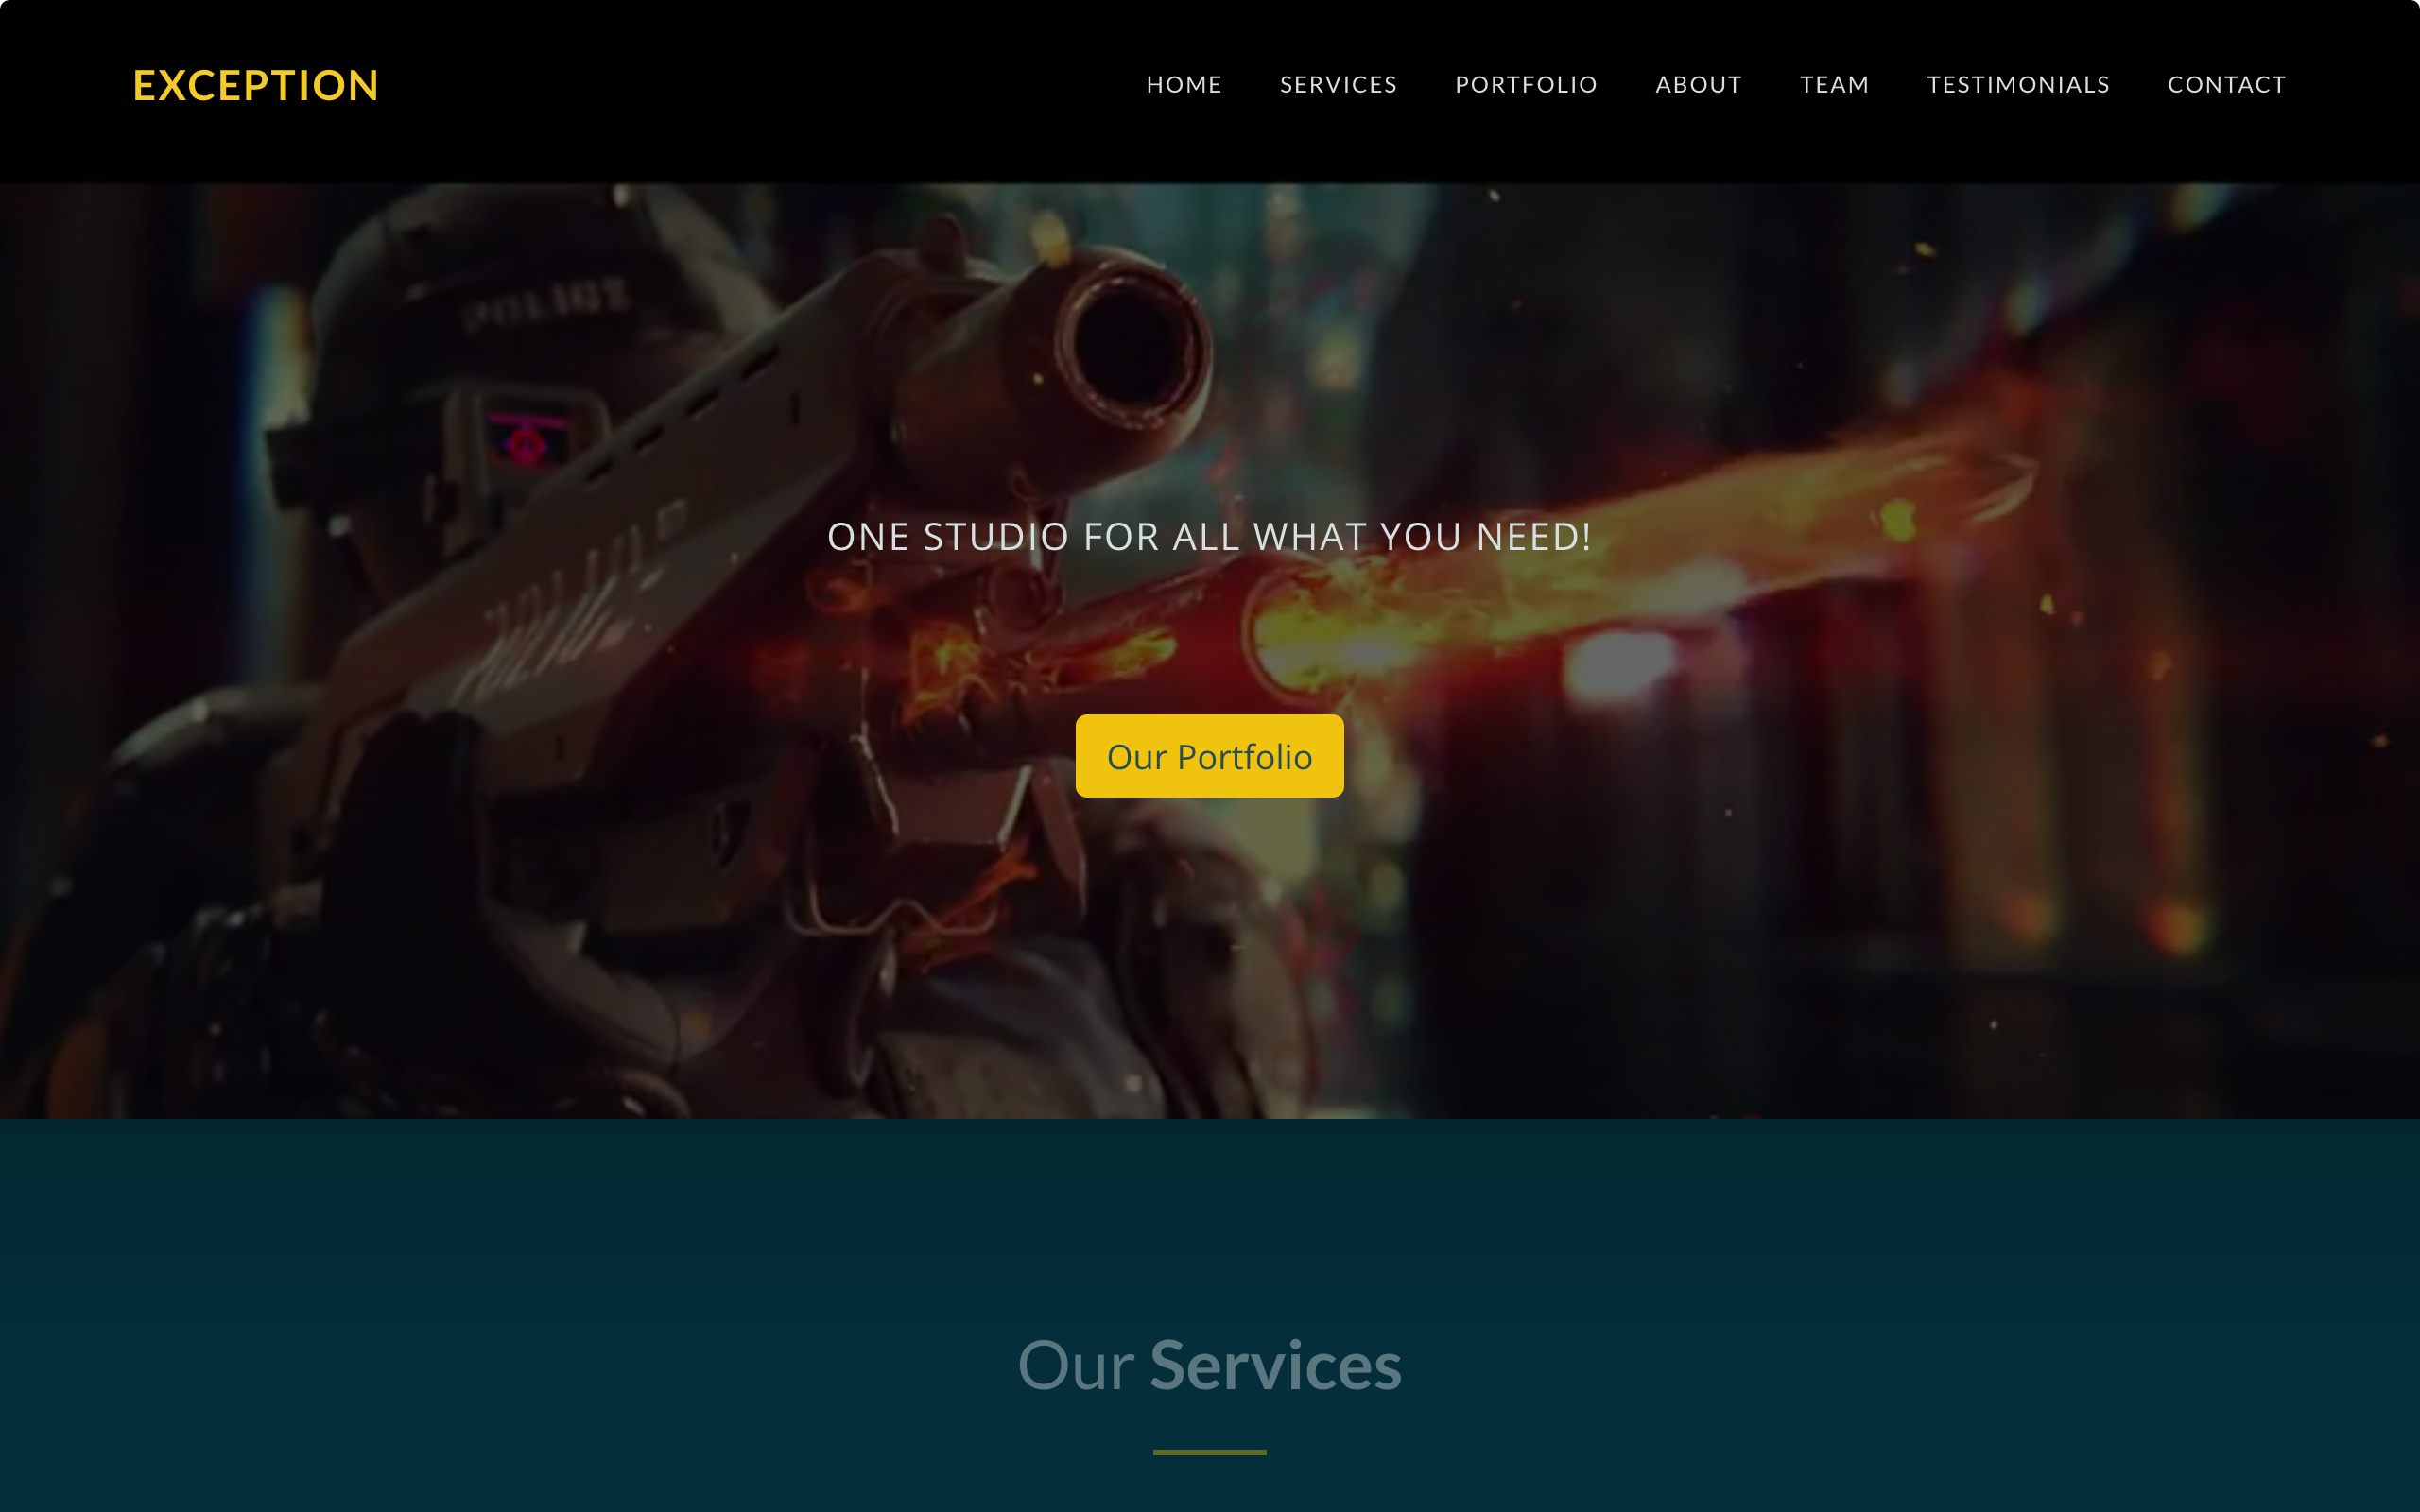 EXCEPTION
HOME SERVICES PORTFOLIO ABOUT TEAM TESTIMONIALS CONTACT
POLICE
ONE STUDIO FOR ALL WHAT YOU NEED!
Our Portfolio
Our Services